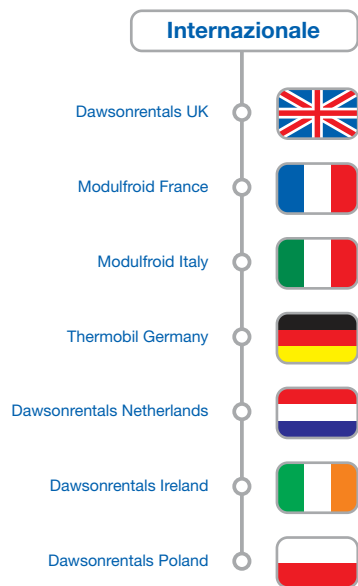 Internazionale
Dawsonrentals UK
Modulfroid France
Modulfroid Italy
Thermobil Germany
Dawsonrentals Netherlands
Dawsonrentals Ireland
Dawsonrentals Poland